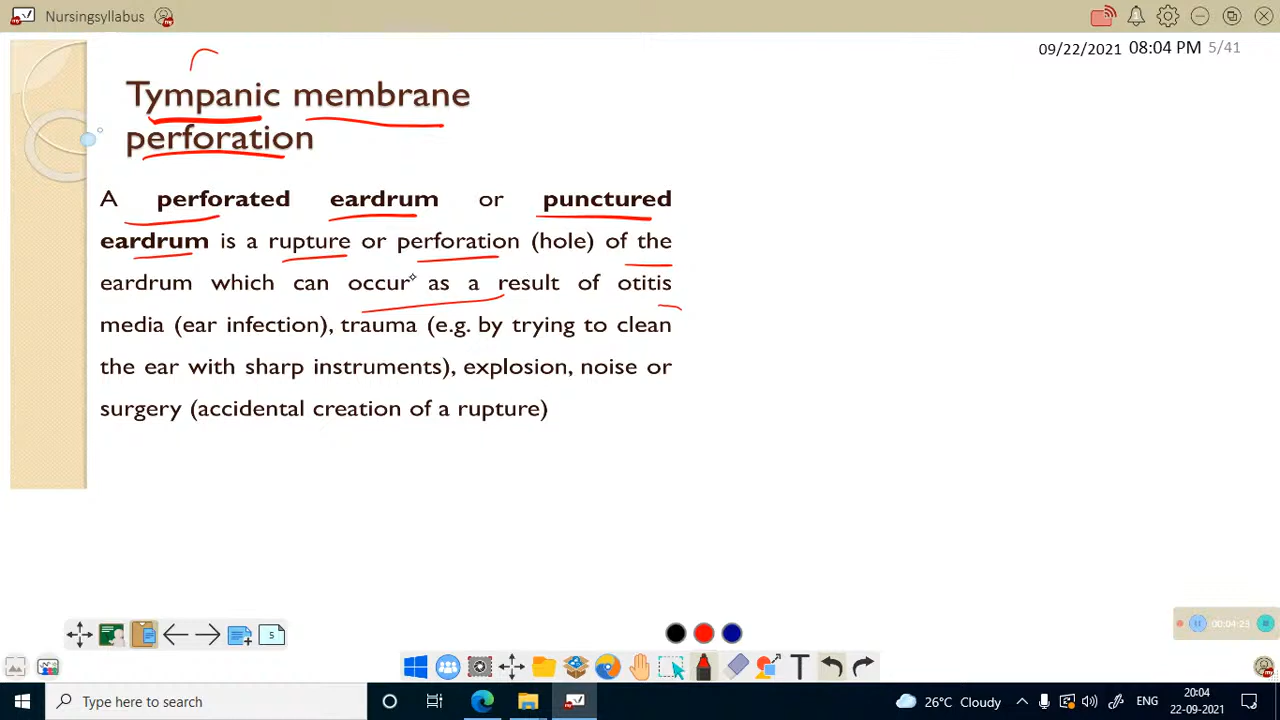 Nursingsyllabus
09/22/2021 08:04 PM 5/41
Tympanic membrane
perforation
A perforated eardrum or punctured
eardrum is a rupture or perforation (hole) of the
eardrum which can occur as a result of otitis
media (ear infection), trauma (e.g. by trying to clean
the ear with sharp instruments), explosion, noise or
surgery (accidental creation of a rupture)
5
00:04:23
T
Type here to search
26°C Cloudy
ENG
20:04
22-09-2021